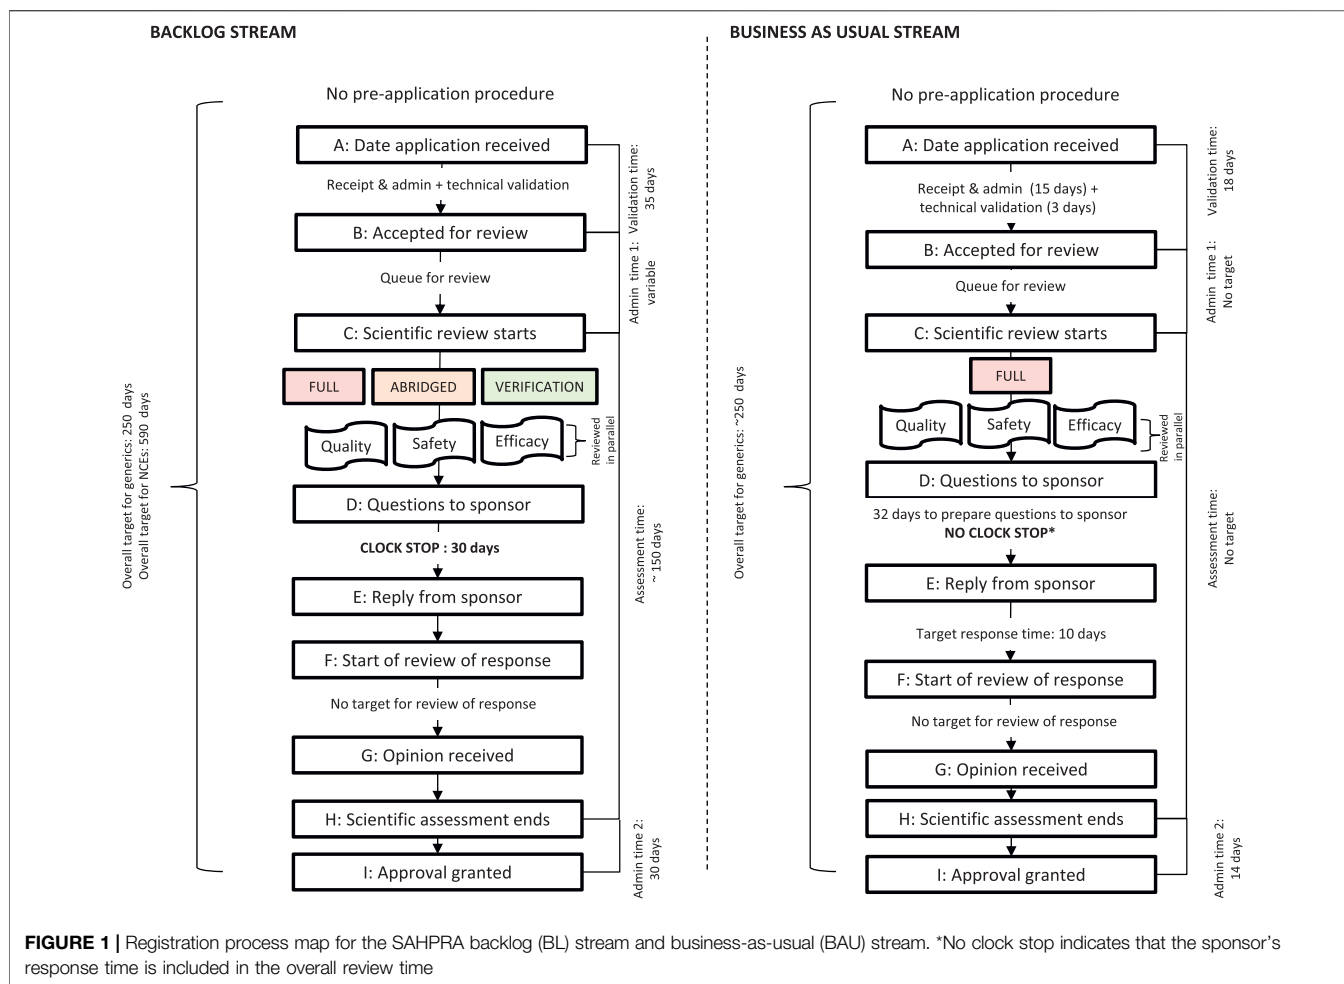 BACKLOG STREAM
No pre-application procedure
A: Date application received
Receipt & admin + technical validation
B: Accepted for review
Queue for review
C: Scientific review starts
FULL
ABRIDGED
VERIFICATION
Quality
Safety
Efficacy
Reviewed
in parallel
D: Questions to sponsor
CLOCK STOP : 30 days
E: Reply from sponsor
F: Start of review of response
No target for review of response
G: Opinion received
H: Scientific assessment ends
I: Approval granted
Overall target for generics: 250 days
Overall target for NCEs: 590 days
Validation time:
35 days
Admin time 1:
variable
Assessment time:
~ 150 days
Admin time 2:
30 days
BUSINESS AS USUAL STREAM
No pre-application procedure
A: Date application received
Receipt & admin (15 days) +
technical validation (3 days)
B: Accepted for review
Queue for review
C: Scientific review starts
FULL
Quality
Safety
Efficacy
Reviewed
in parallel
D: Questions to sponsor
32 days to prepare questions to sponsor
NO CLOCK STOP*
E: Reply from sponsor
Target response time: 10 days
F: Start of review of response
No target for review of response
G: Opinion received
H: Scientific assessment ends
I: Approval granted
Overall target for generics: ~250 days
Validation time:
18 days
Admin time 1:
No target
Assessment time:
No target
Admin time 2:
14 days
FIGURE 1 | Registration process map for the SAHPRA backlog (BL) stream and business-as-usual (BAU) stream. *No clock stop indicates that the sponsor's
response time is included in the overall review time